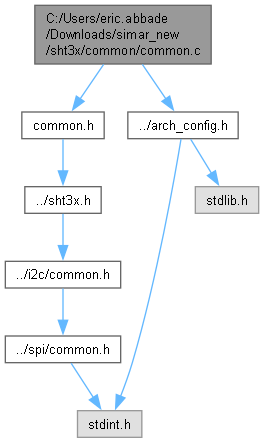 C:/Users/eric.abbade
/Downloads/simar_new
/sht3x/common/common.c
common.h
../arch_config.h
../sht3x.h
stdlib.h
../i2c/common.h
../spi/common.h
stdint.h